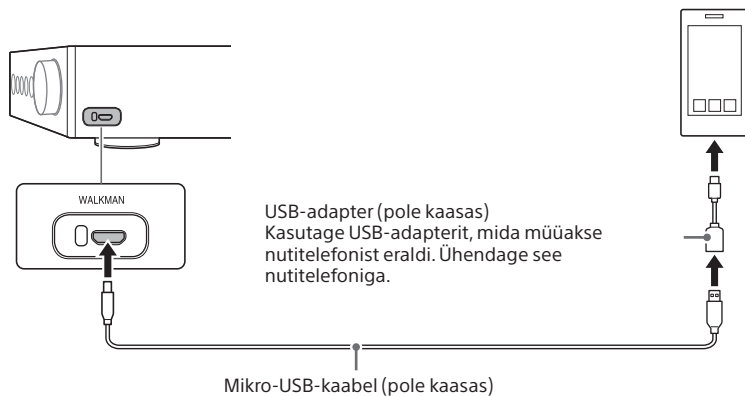 WALKMAN
USB-adapter (pole kaasas)
Kasutage USB-adapterit, mida müüakse
nutitelefonist eraldi. Ühendage see
nutitelefoniga.
Mikro-USB-kaabel (pole kaasas)